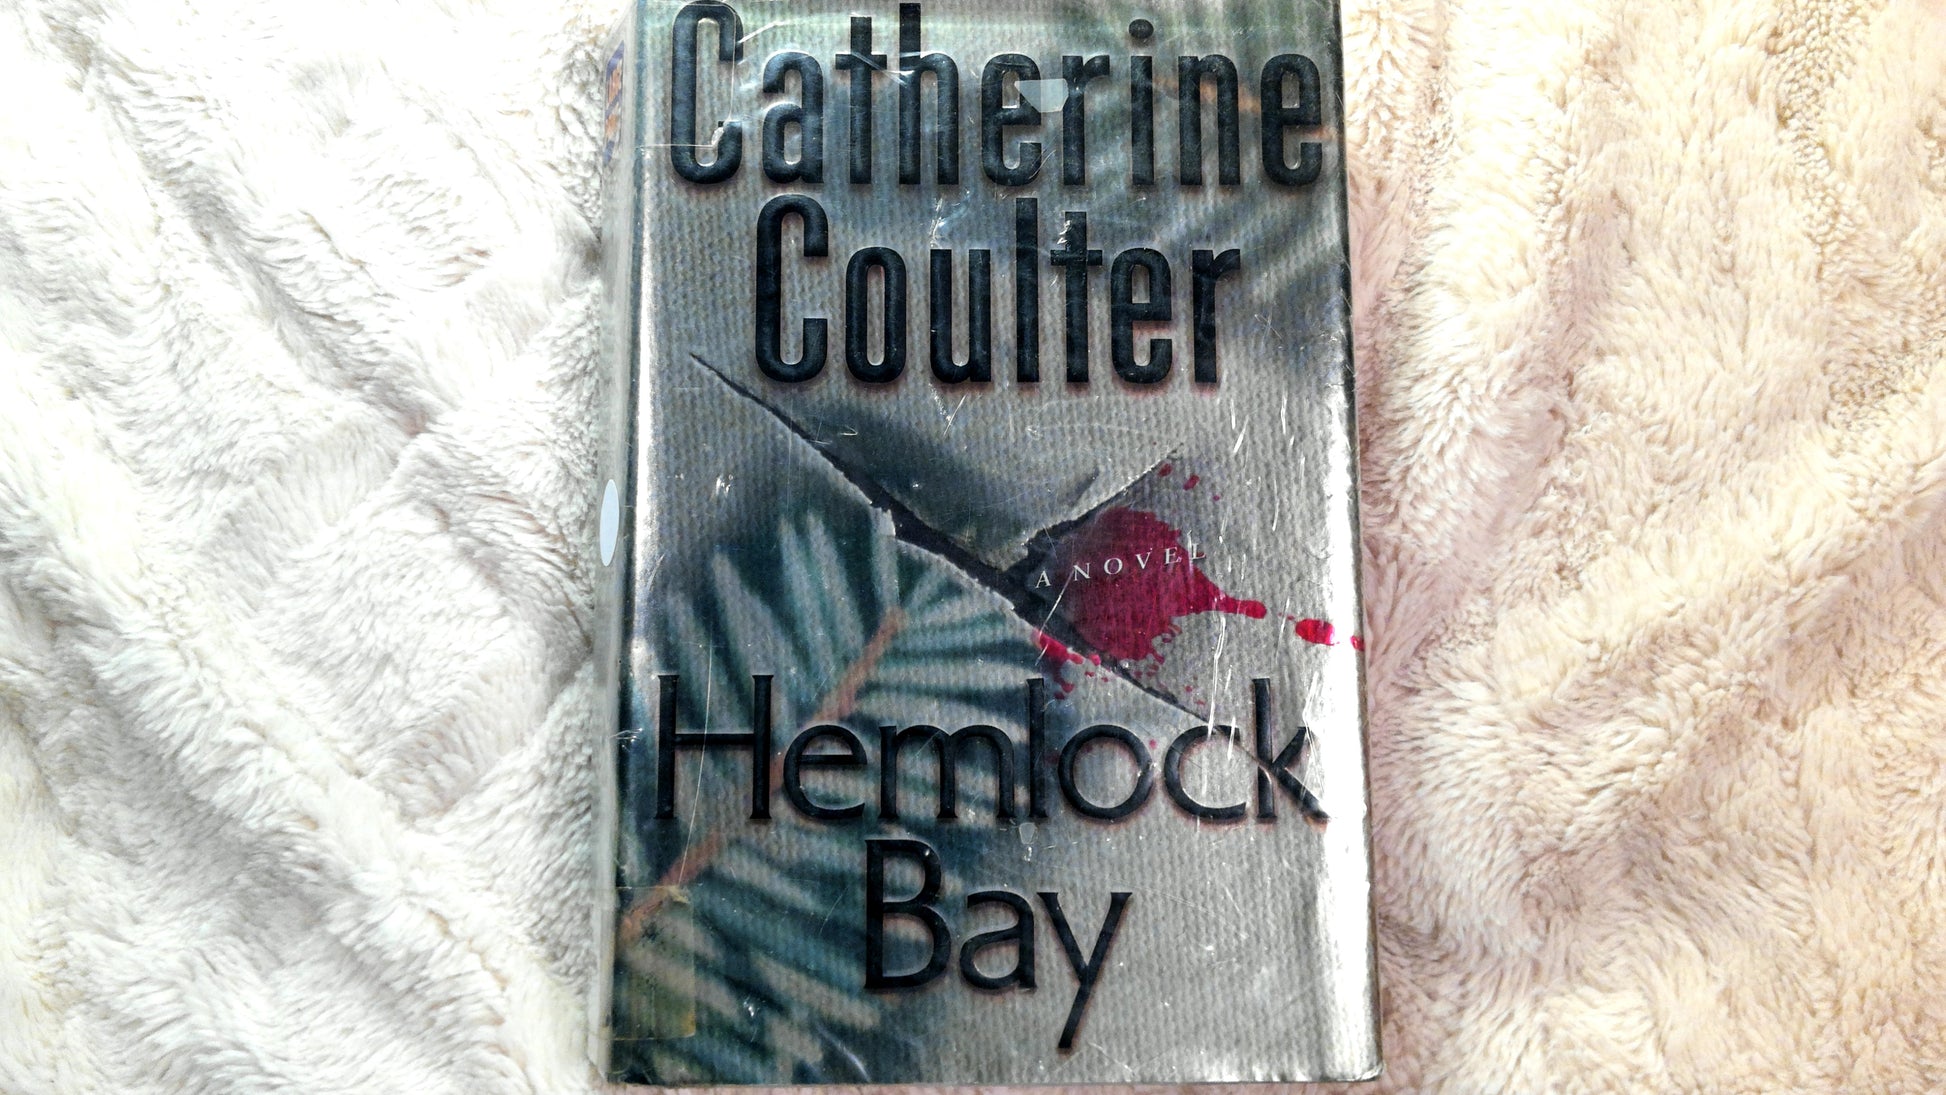 Catherine
Coulter
A NOVEL
Hemlock
Bay